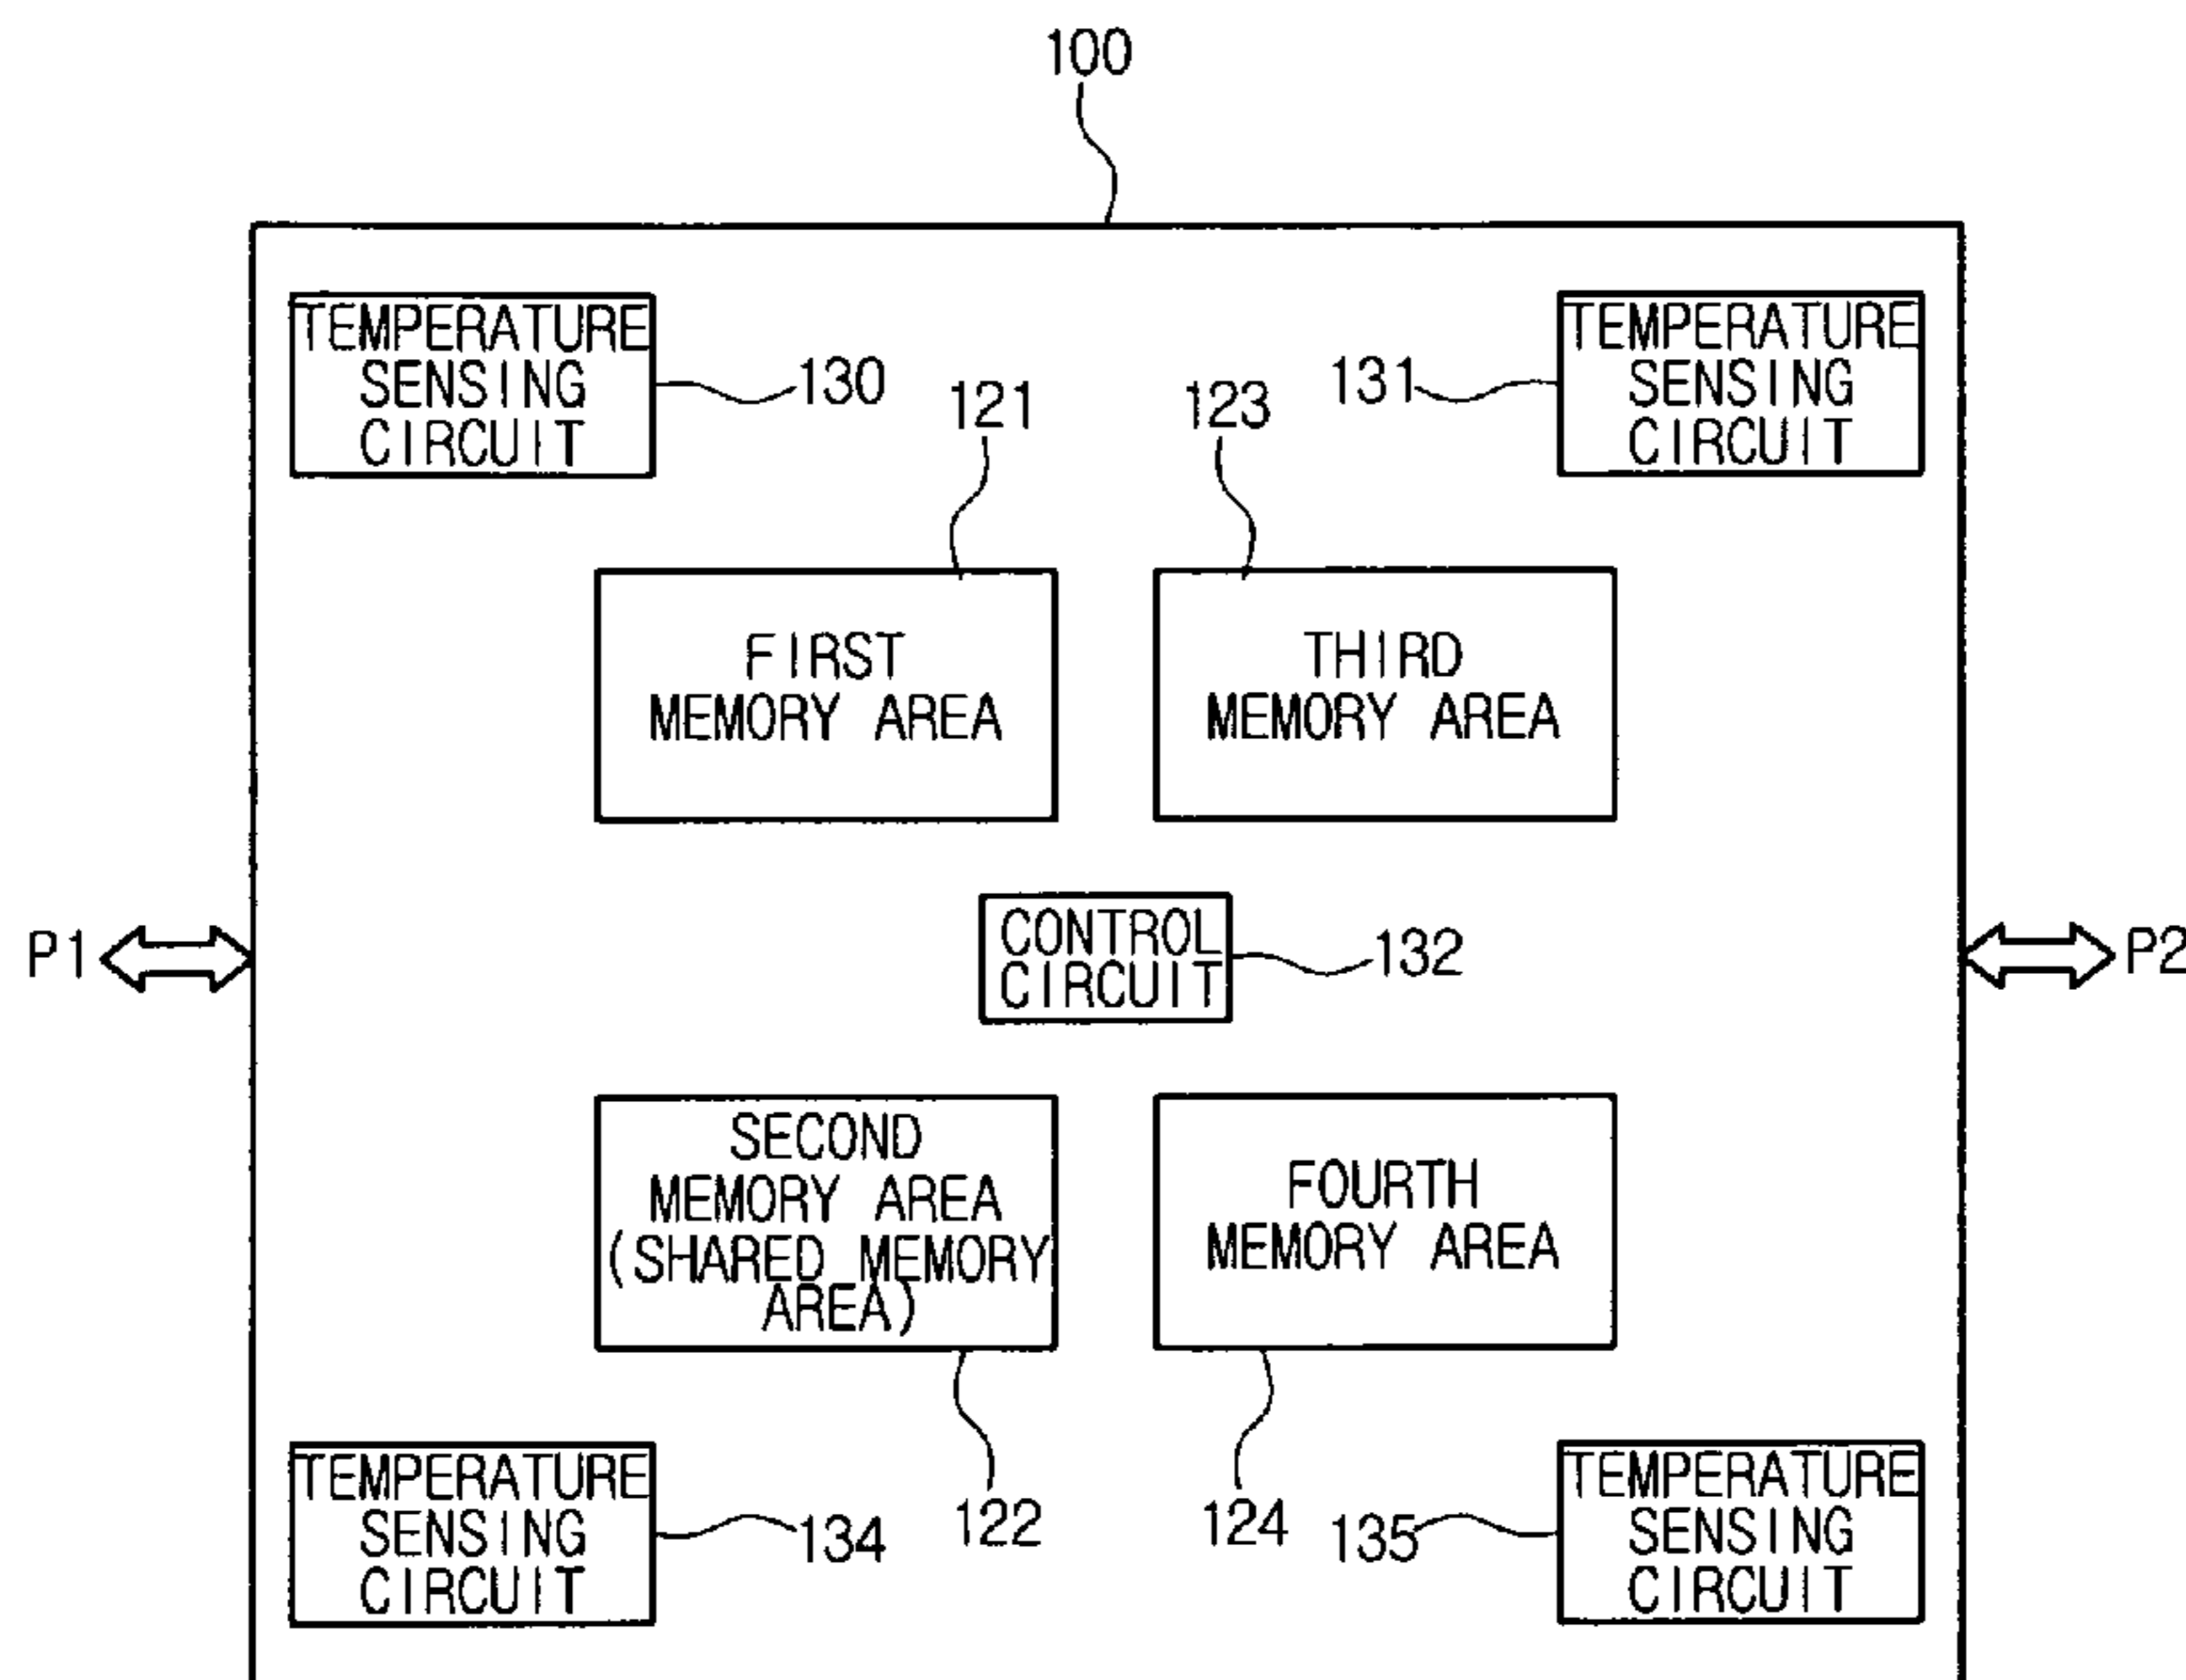 100
TEMPERATURE
SENSING
CIRCUIT
130
131
TEMPERATURE
SENSING
CIRCUIT
121
123
FIRST
MEMORY AREA
THIRD
MEMORY AREA
P1
CONTROL
CIRCUIT
132
P2
SECOND
MEMORY AREA
(SHARED MEMORY
AREA)
FOURTH
MEMORY AREA
TEMPERATURE
SENSING
CIRCUIT
134
122
124
135
TEMPERATURE
SENSING
CIRCUIT